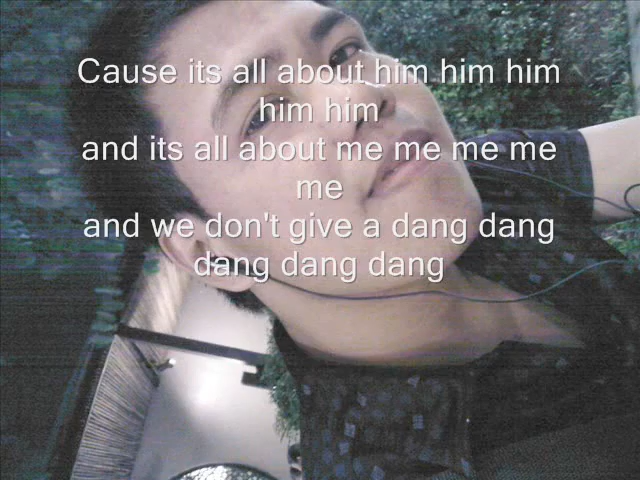 Cause its all about him him him
him him
and its all about me me me me
me
and we don't give a dang dang
dang dang dang